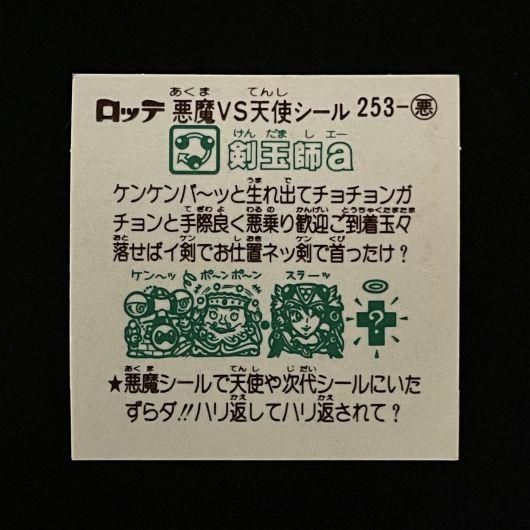 ロッテ 悪魔VS天使シール 253-悪
剣玉師a
ケンケンパ〜ッと生れ出てチョチョンガ
チョンと手際良く悪乗り歓迎ご到着玉々
落せばイ剣でお仕置ネッ剣で首ったけ?
ケン〜ッ ポ〜ンポ〜ン スラーッ
?
★悪魔シールで天使や次代シールにいた
ずらダ!!ハリ返してハリ返されて?